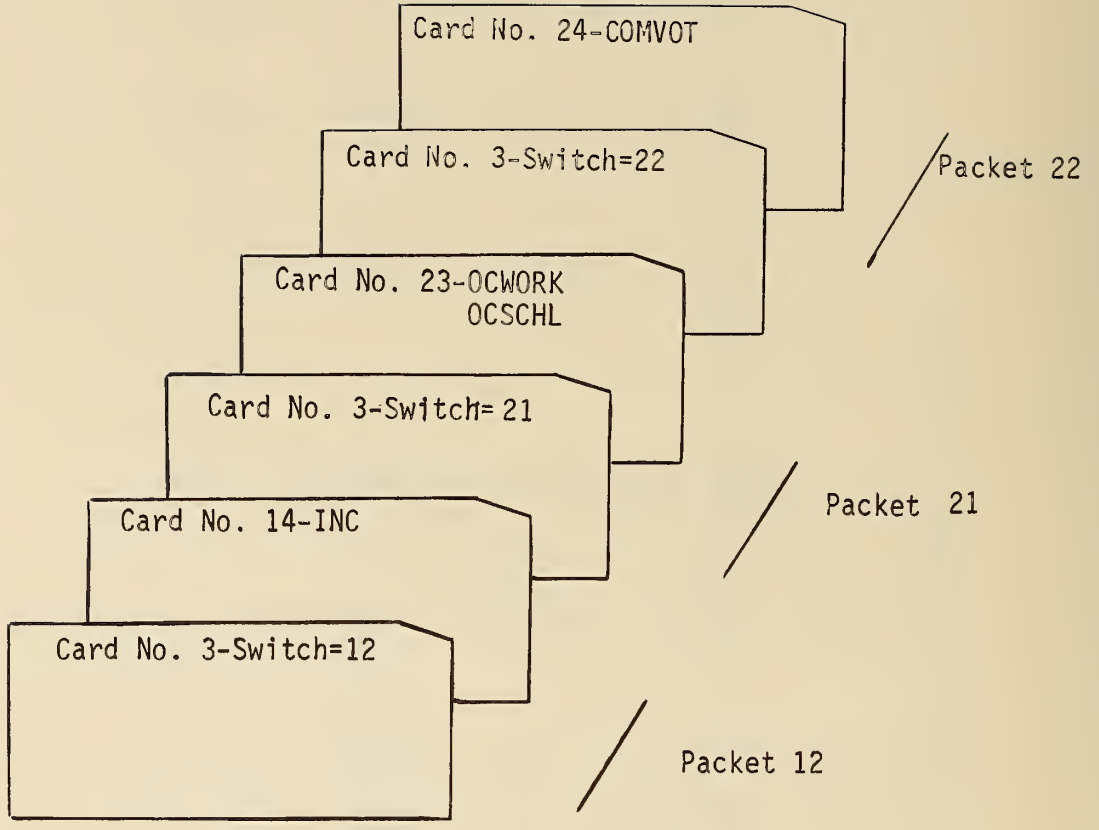 Card No. 24-COMVOT
Card No. 3-Switch=22
Packet 22
Card No. 23-OCWORK
OCSCHL
Card No. 3-Switch=21
Packet 21
Card No. 14-INC
Card No. 3-Switch=12
Packet 12